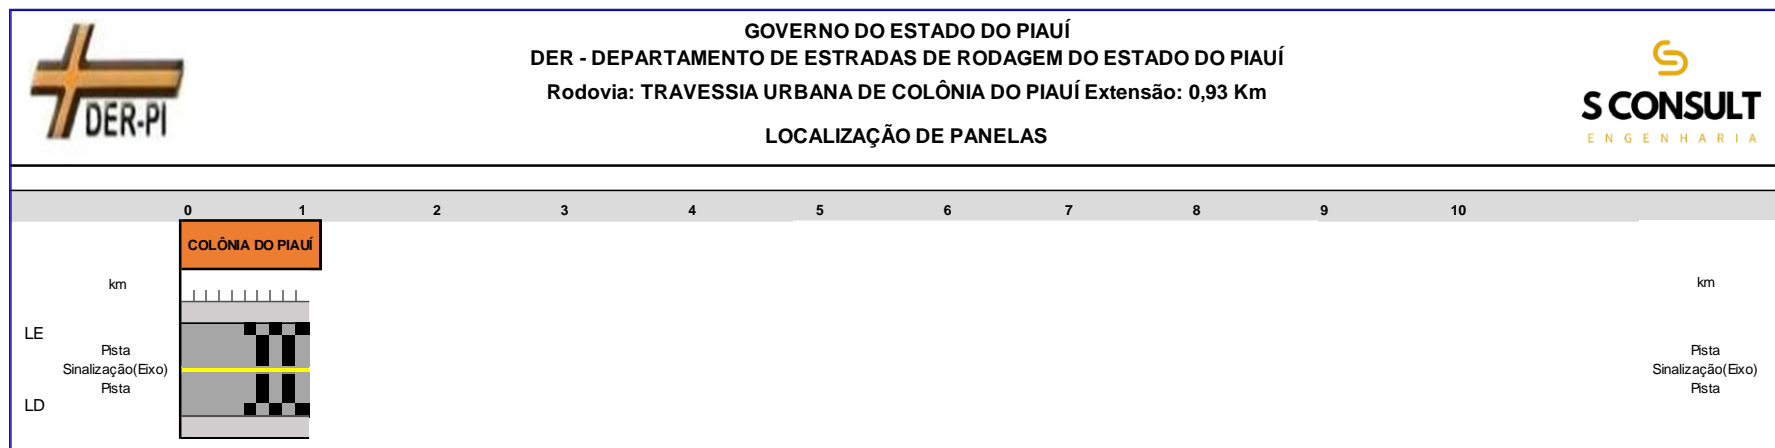 GOVERNO DO ESTADO DO PIAUÍ
DER - DEPARTAMENTO DE ESTRADAS DE RODAGEM DO ESTADO DO PIAUÍ
Rodovia: TRAVESSIA URBANA DE COLÔNIA DO PIAUÍ Extensão: 0,93 Km
LOCALIZAÇÃO DE PANELAS
DER-PI
S CONSULT
ENGENHARIA
0 1 2 3 4 5 6 7 8 9 10
COLÔNIA DO PIAUÍ
km km
LE
Pista Pista
Sinalização(Eixo) Sinalização(Eixo)
Pista Pista
LD